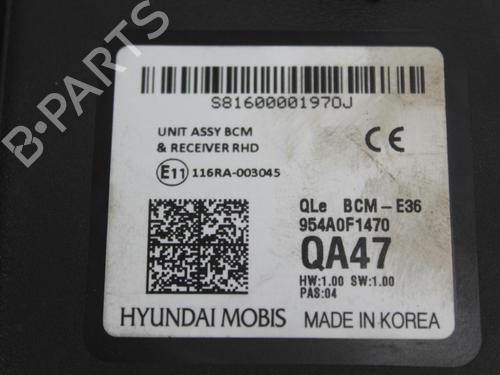 B-PARTS
S81600001970J
UNIT ASSY BCM
& RECEIVER RHD
CE
E11 116RA-003045
QLe BCM-E36
954A0F1470
QA47
HW:1.00 SW:1.00
PAS:04
HYUNDAI MOBIS MADE IN KOREA